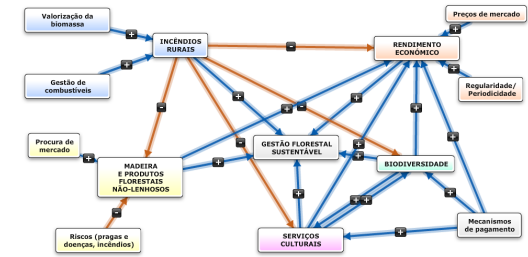 Valorização da
biomassa
Preços de mercado
INCÊNDIOS
RURAIS
RENDIMENTO
ECONÓMICO
Gestão de
combustíveis
Regularidade/
Periodicidade
Procura de
mercado
GESTÃO FLORESTAL
SUSTENTÁVEL
BIODIVERSIDADE
MADEIRA
E PRODUTOS
FLORESTAIS
NÃO-LENHOSOS
Riscos (pragas e
doenças, incêndios)
SERVIÇOS
CULTURAIS
Mecanismos
de pagamento